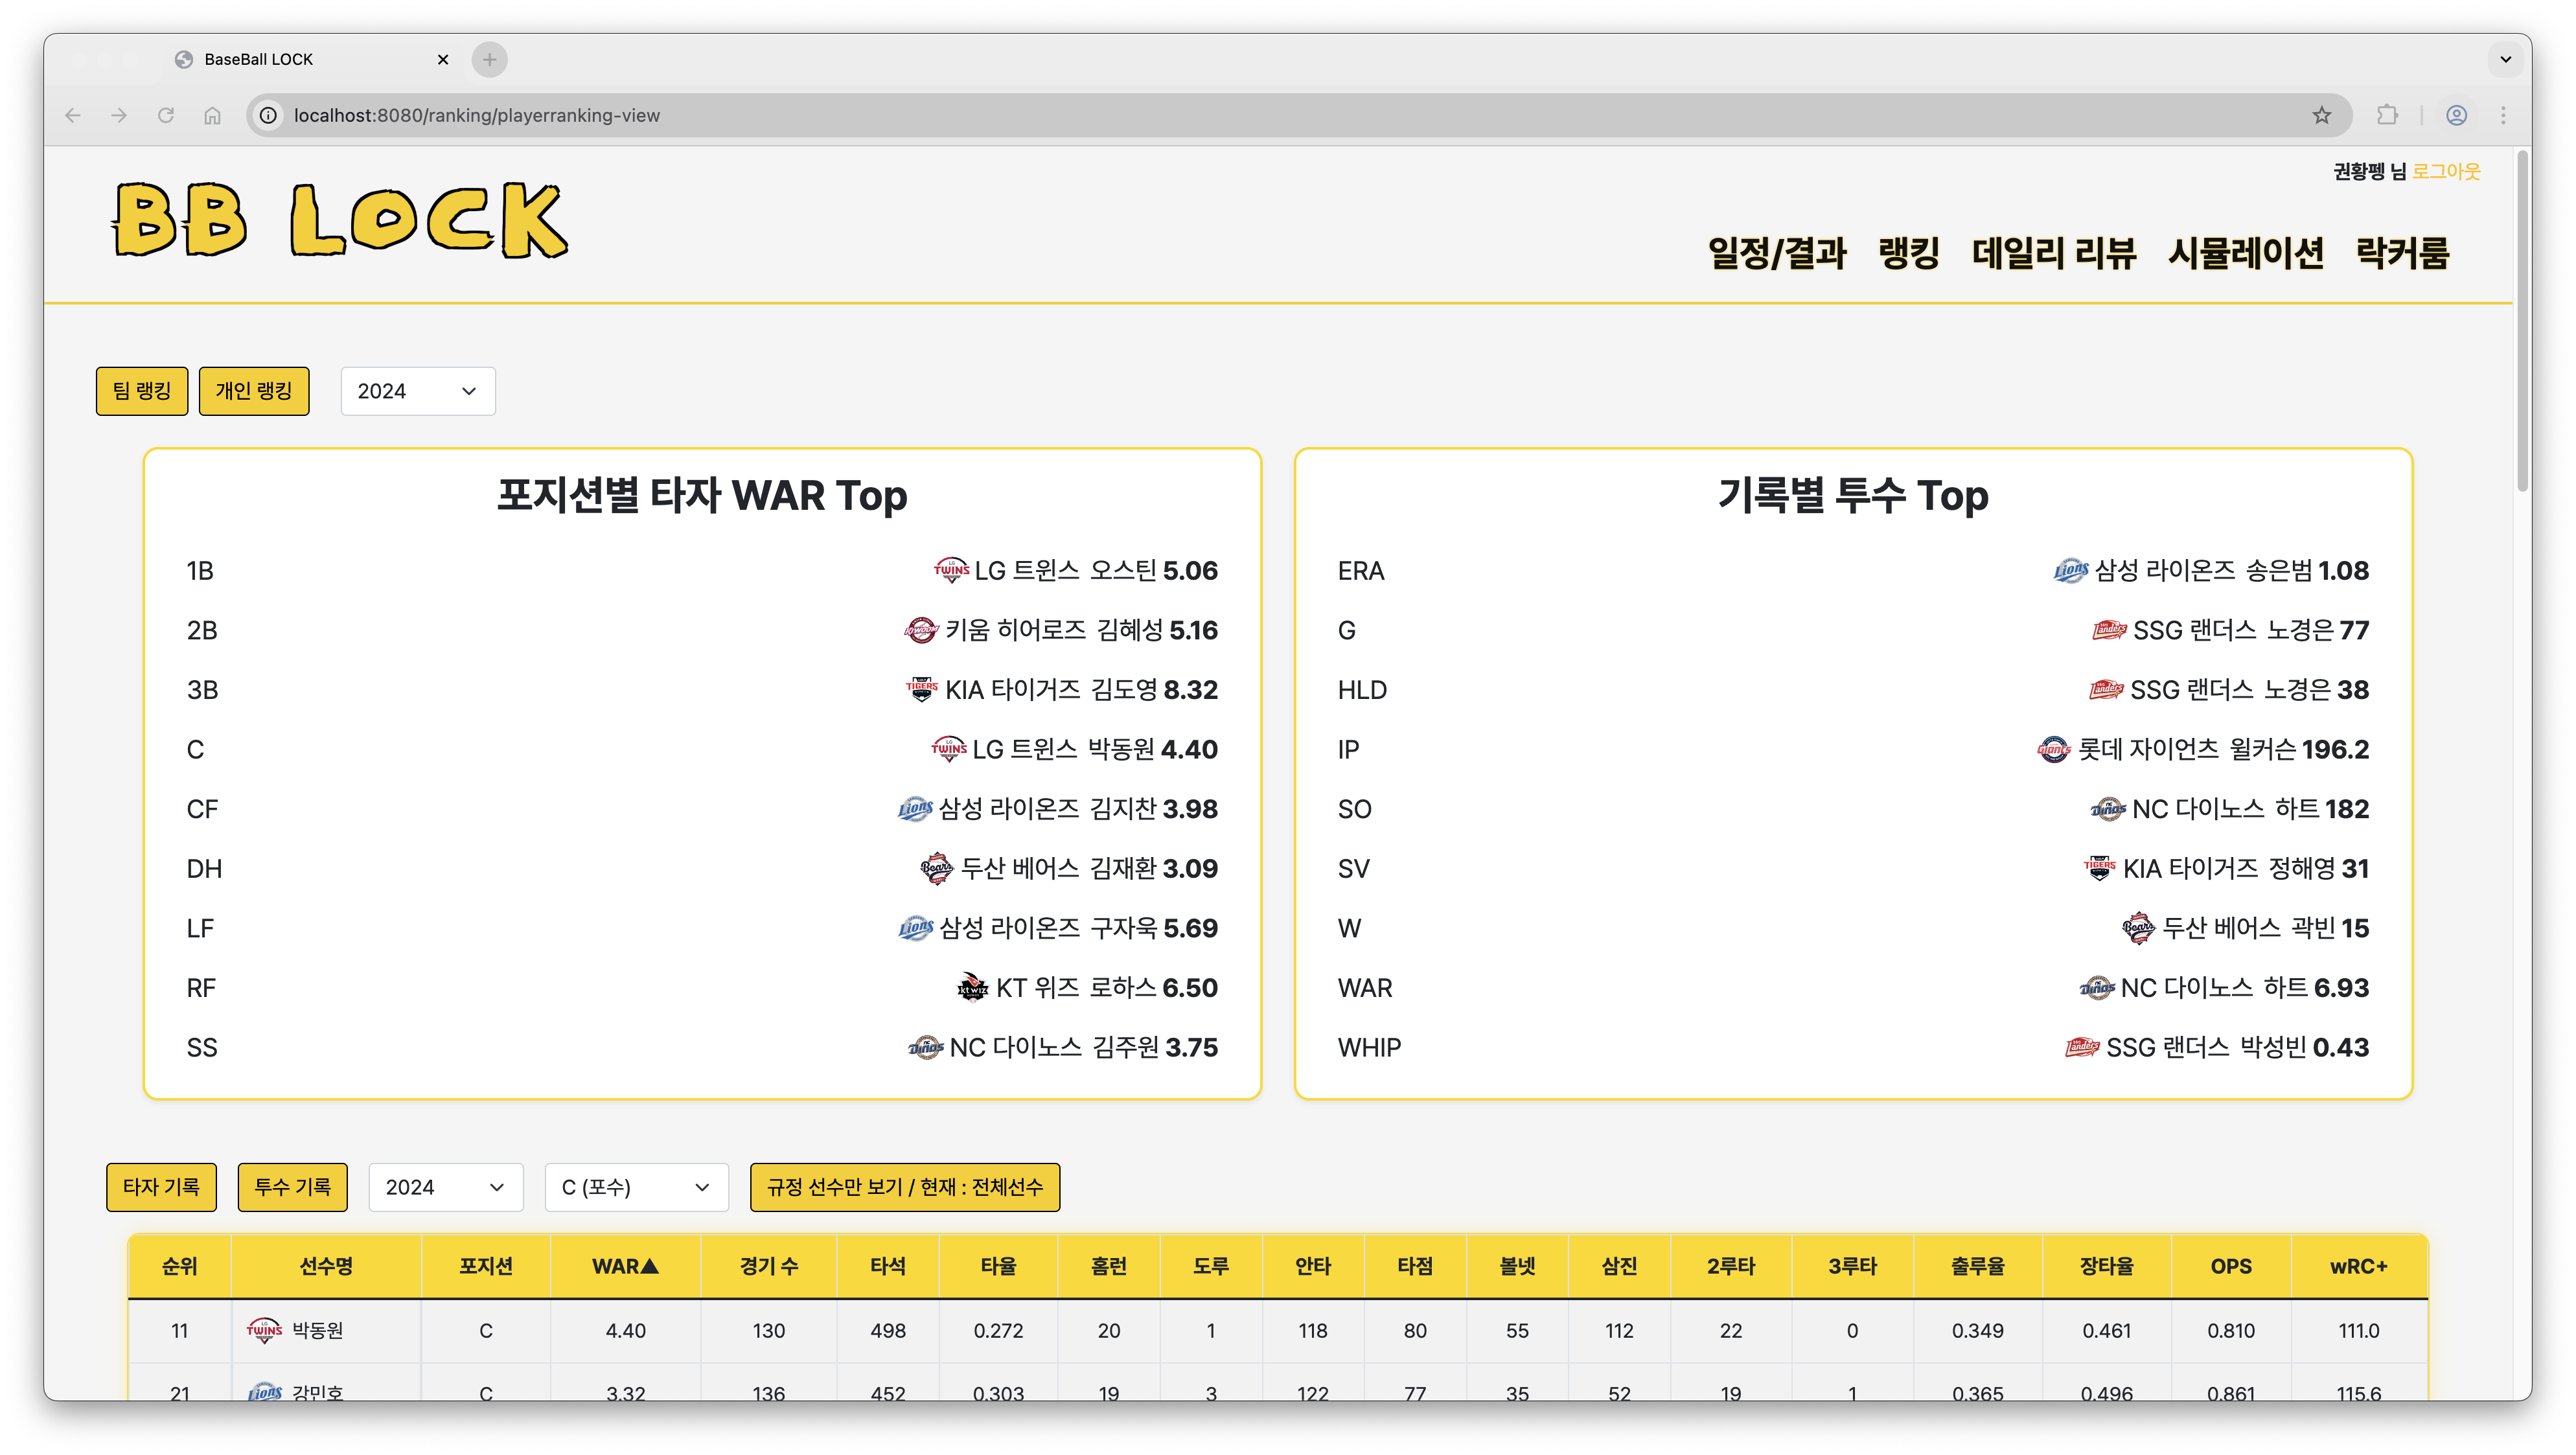 BaseBall LOCK
localhost:8080/ranking/playerranking-view
권황펭 님 로그아웃
BB LOCK
일정/결과 랭킹 데일리 리뷰 시뮬레이션 락커룸
팀 랭킹 개인 랭킹 2024
포지션별 타자 WAR Top
1B LG 트윈스 오스틴 5.06
2B 키움 히어로즈 김혜성 5.16
3B KIA 타이거즈 김도영 8.32
C LG 트윈스 박동원 4.40
CF 삼성 라이온즈 김지찬 3.98
DH 두산 베어스 김재환 3.09
LF 삼성 라이온즈 구자욱 5.69
RF KT 위즈 로하스 6.50
SS NC 다이노스 김주원 3.75
기록별 투수 Top
ERA 삼성 라이온즈 송은범 1.08
G SSG 랜더스 노경은 77
HLD SSG 랜더스 노경은 38
IP 롯데 자이언츠 윌커슨 196.2
SO NC 다이노스 하트 182
SV KIA 타이거즈 정해영 31
W 두산 베어스 곽빈 15
WAR NC 다이노스 하트 6.93
WHIP SSG 랜더스 박성빈 0.43
타자 기록 투수 기록 2024 C (포수) 규정 선수만 보기 / 현재 : 전체선수
순위 선수명 포지션 WAR▲ 경기 수 타석 타율 홈런 도루 안타 타점 볼넷 삼진 2루타 3루타 출루율 장타율 OPS wRC+
11 박동원 C 4.40 130 498 0.272 20 1 118 80 55 112 22 0 0.349 0.461 0.810 111.0
21 강민호 C 3.32 136 452 0.303 19 3 122 77 35 52 19 1 0.365 0.496 0.861 115.6